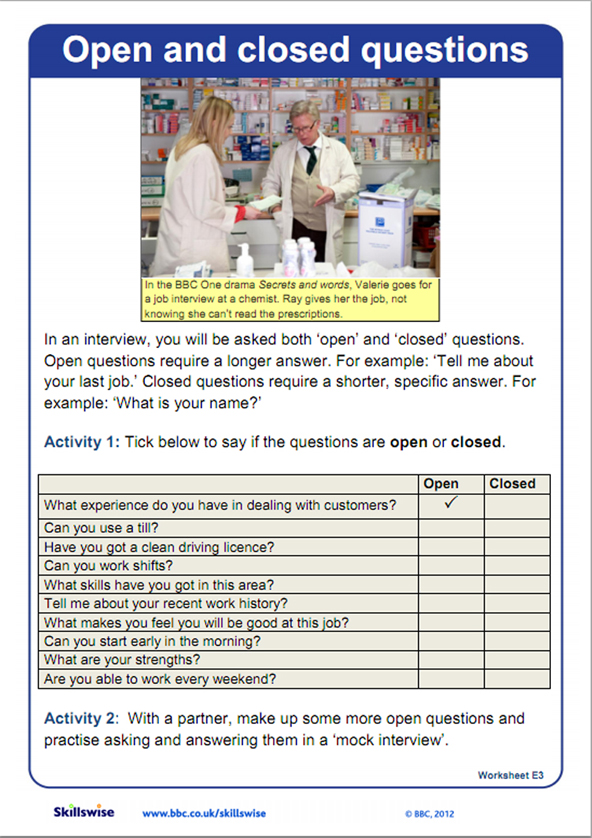 Open and closed questions
In the BBC One drama Secrets and words, Valerie goes for
a job interview at a chemist. Ray gives her the job, not
knowing she can't read the prescriptions.
In an interview, you will be asked both 'open' and 'closed' questions.
Open questions require a longer answer. For example: 'Tell me about
your last job.' Closed questions require a shorter, specific answer. For
example: 'What is your name?'
Activity 1: Tick below to say if the questions are open or closed.
Open Closed
What experience do you have in dealing with customers? ✓
Can you use a till?
Have you got a clean driving licence?
Can you work shifts?
What skills have you got in this area?
Tell me about your recent work history?
What makes you feel you will be good at this job?
Can you start early in the morning?
What are your strengths?
Are you able to work every weekend?
Activity 2: With a partner, make up some more open questions and
practise asking and answering them in a 'mock interview'.
Worksheet E3
Skillswise www.bbc.co.uk/skillswise © BBC, 2012